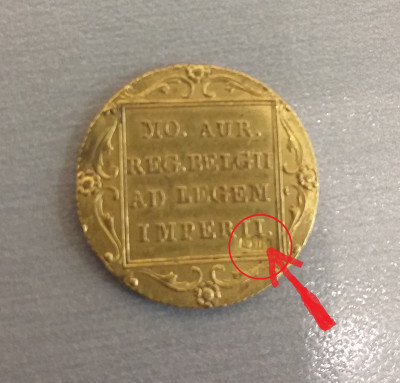 MO. AUR.
REG.BELGII
AD LEGEM
IMPERII.